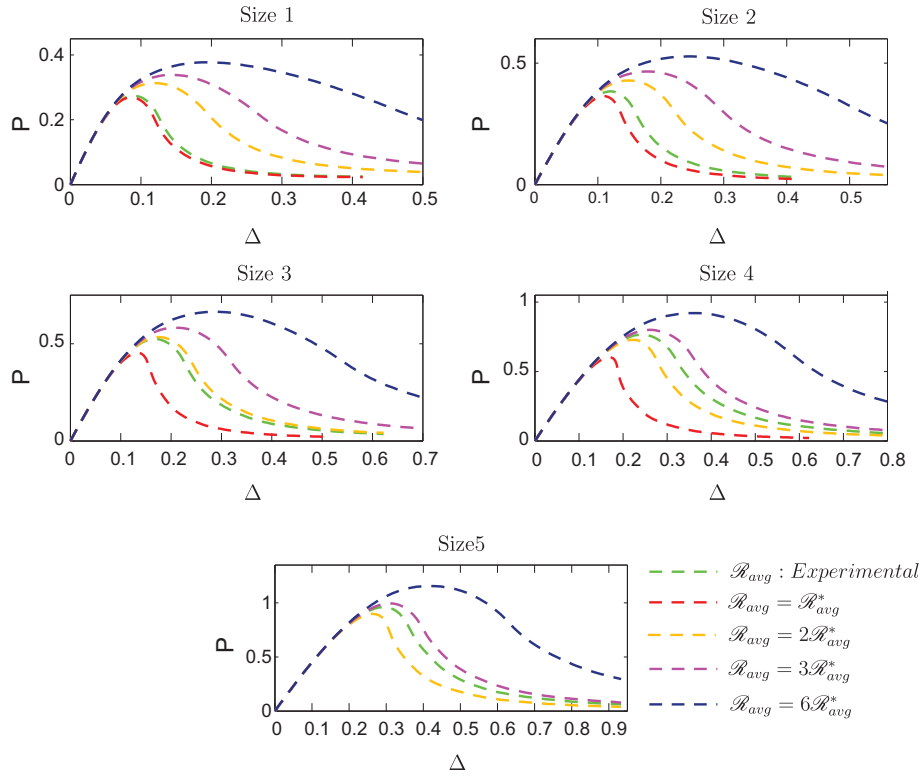 Size 1
Size 2
P
0.4
0.2
0
0 0.1 0.2 0.3 0.4 0.5
Δ
P
0.5
0
0 0.1 0.2 0.3 0.4 0.5
Δ
Size 3
Size 4
P
0.5
0
0 0.1 0.2 0.3 0.4 0.5 0.6 0.7
Δ
P
1
0.5
0
0 0.1 0.2 0.3 0.4 0.5 0.6 0.7 0.8
Δ
Size5
P
1
0.5
0
0 0.1 0.2 0.3 0.4 0.5 0.6 0.7 0.8 0.9
Δ
ℛ_avg : Experimental
ℛ_avg = ℛ*_avg
ℛ_avg = 2ℛ*_avg
ℛ_avg = 3ℛ*_avg
ℛ_avg = 6ℛ*_avg